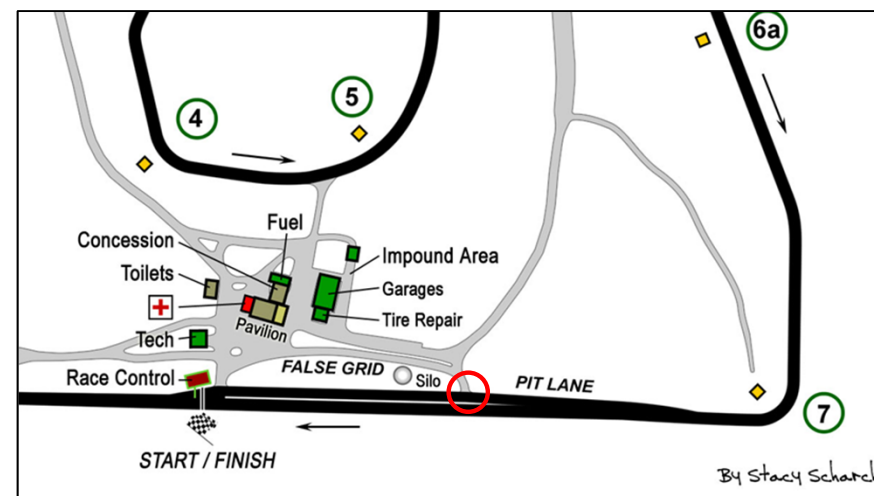 6a
5
4
Fuel
Concession
Impound Area
Toilets
Garages
Tire Repair
Pavilion
Tech
FALSE GRID
Race Control
Silo
PIT LANE
7
START / FINISH
By Stacy Scharch